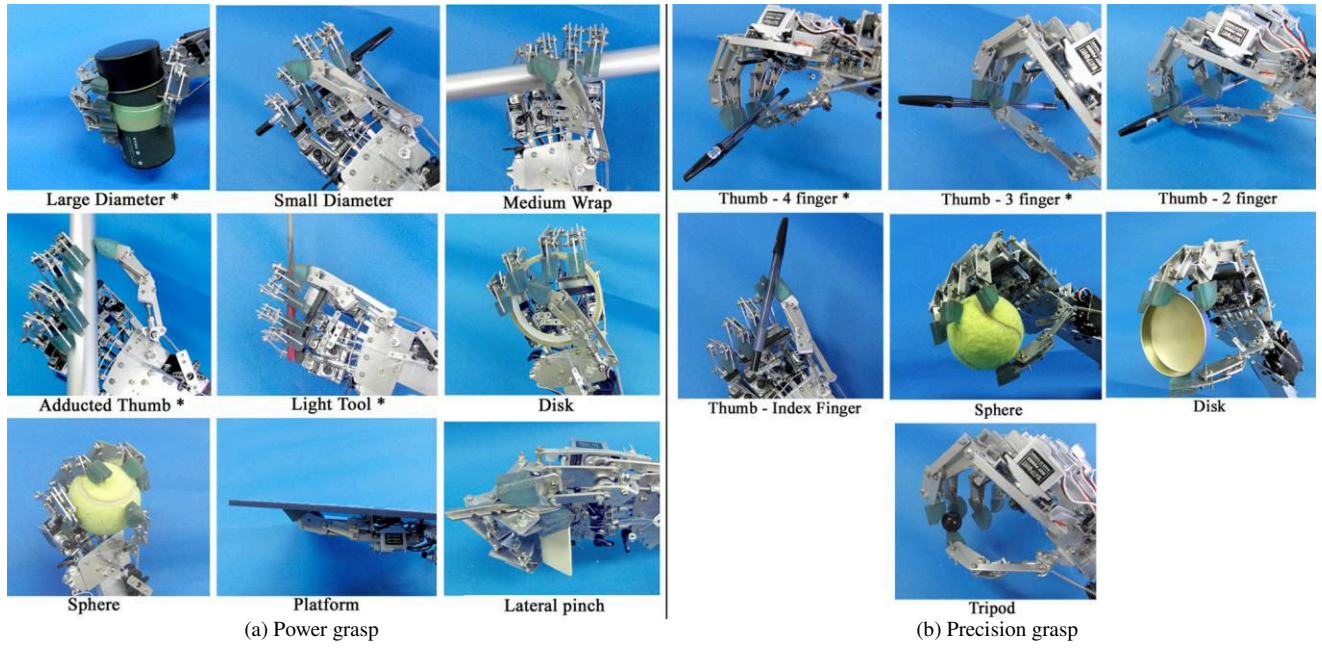 Large Diameter *
Small Diameter
Medium Wrap
Adducted Thumb *
Light Tool *
Disk
Sphere
Platform
Lateral pinch
(a) Power grasp
Thumb - 4 finger *
Thumb - 3 finger *
Thumb - 2 finger
Thumb - Index Finger
Sphere
Disk
Tripod
(b) Precision grasp